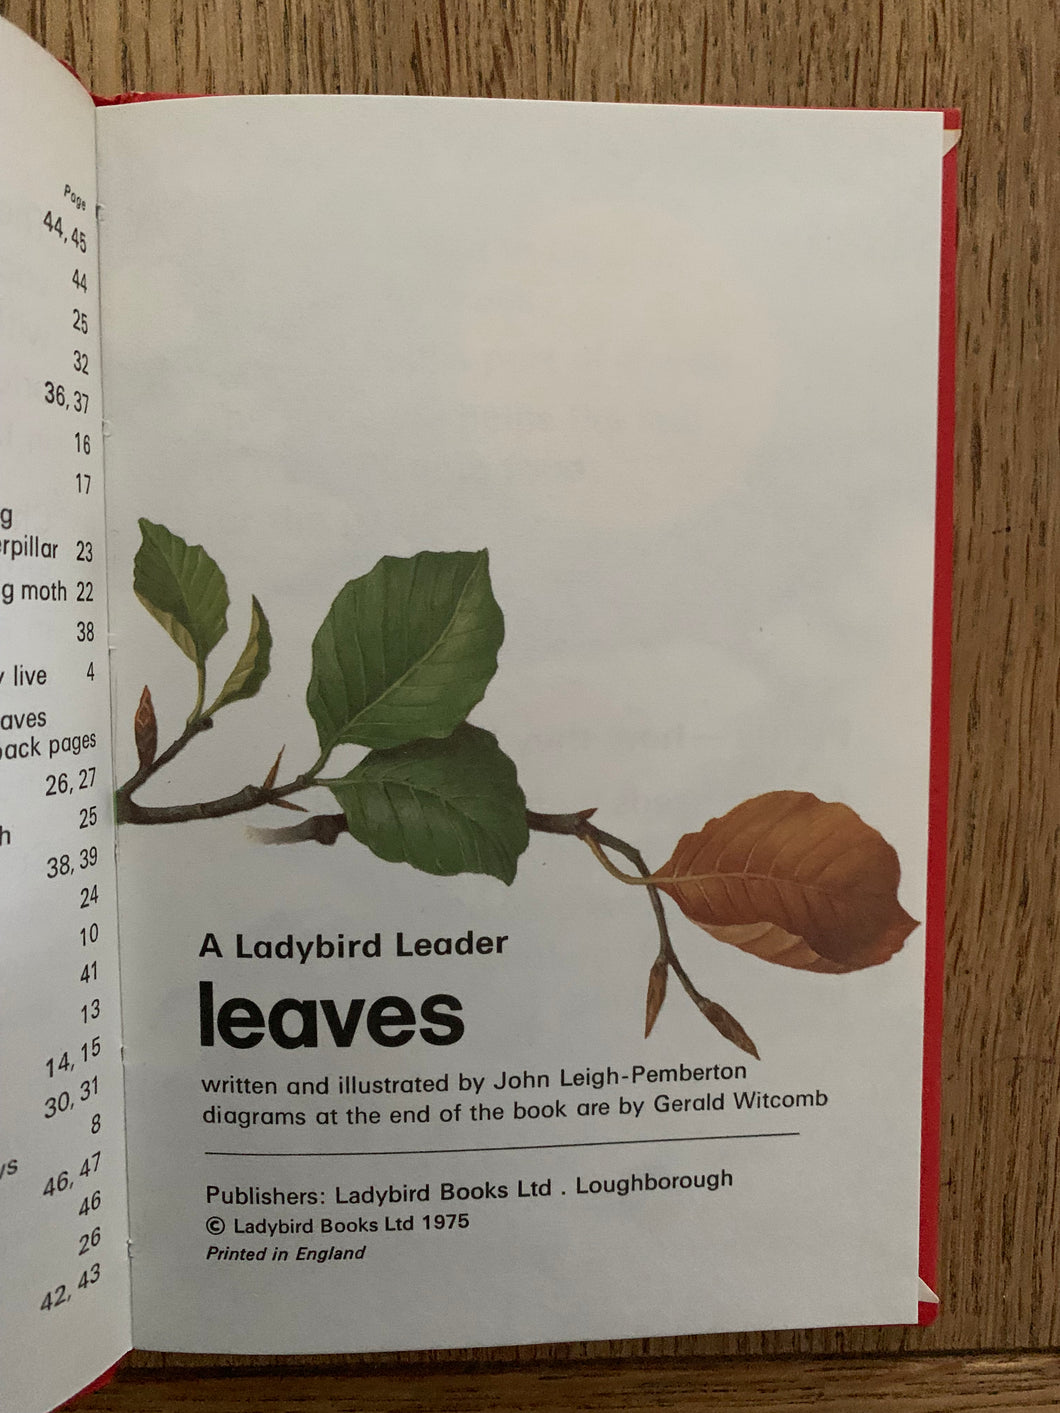 Page
44, 45
44
25
32
36, 37
16
17
g
erpillar 23
g moth 22
38
y live 4
aves
back pages
26, 27
25
h
38, 39
24
10
41
13
14, 15
30, 31
8
ys
46, 47
46
26
42, 43
A Ladybird Leader
leaves
written and illustrated by John Leigh-Pemberton
diagrams at the end of the book are by Gerald Witcomb
Publishers: Ladybird Books Ltd . Loughborough
© Ladybird Books Ltd 1975
Printed in England